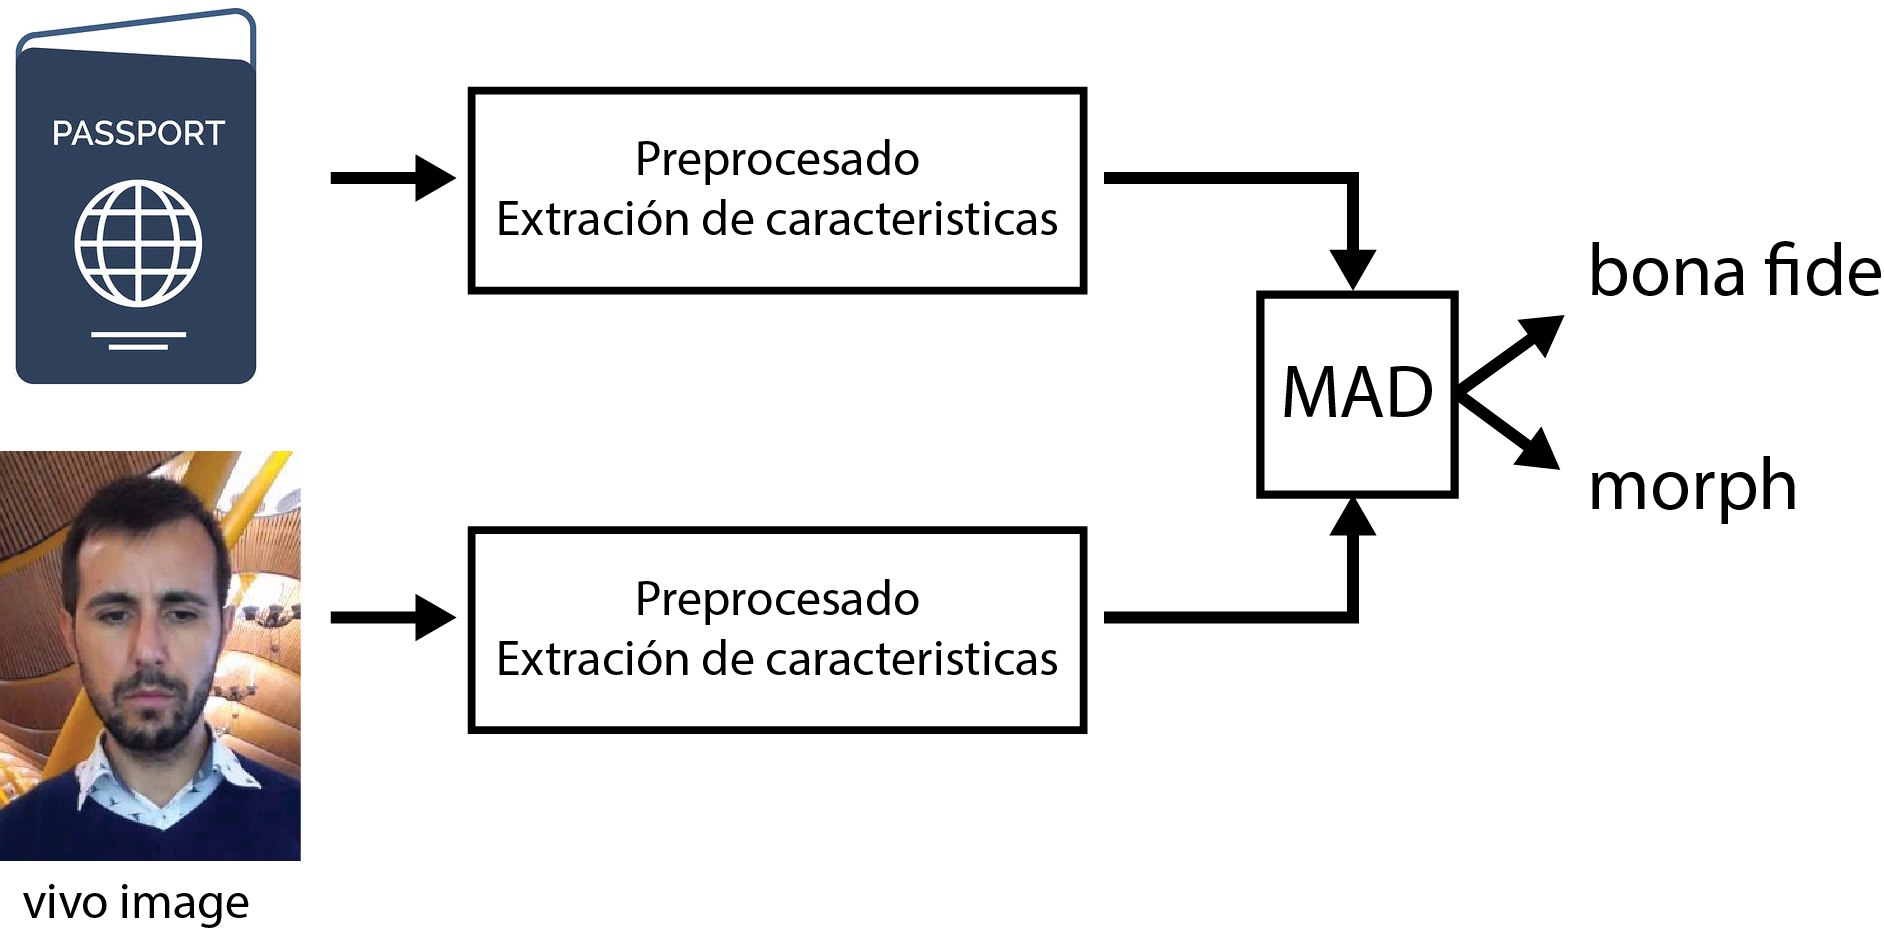 PASSPORT
Preprocesado
Extración de caracteristicas
bona fide
MAD
morph
Preprocesado
Extración de caracteristicas
vivo image